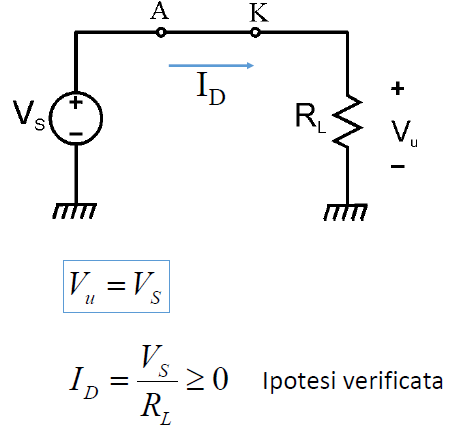 A K
I_D
V_S + − R_L + V_u −
V_u = V_S
I_D = V_S / R_L ≥ 0 Ipotesi verificata